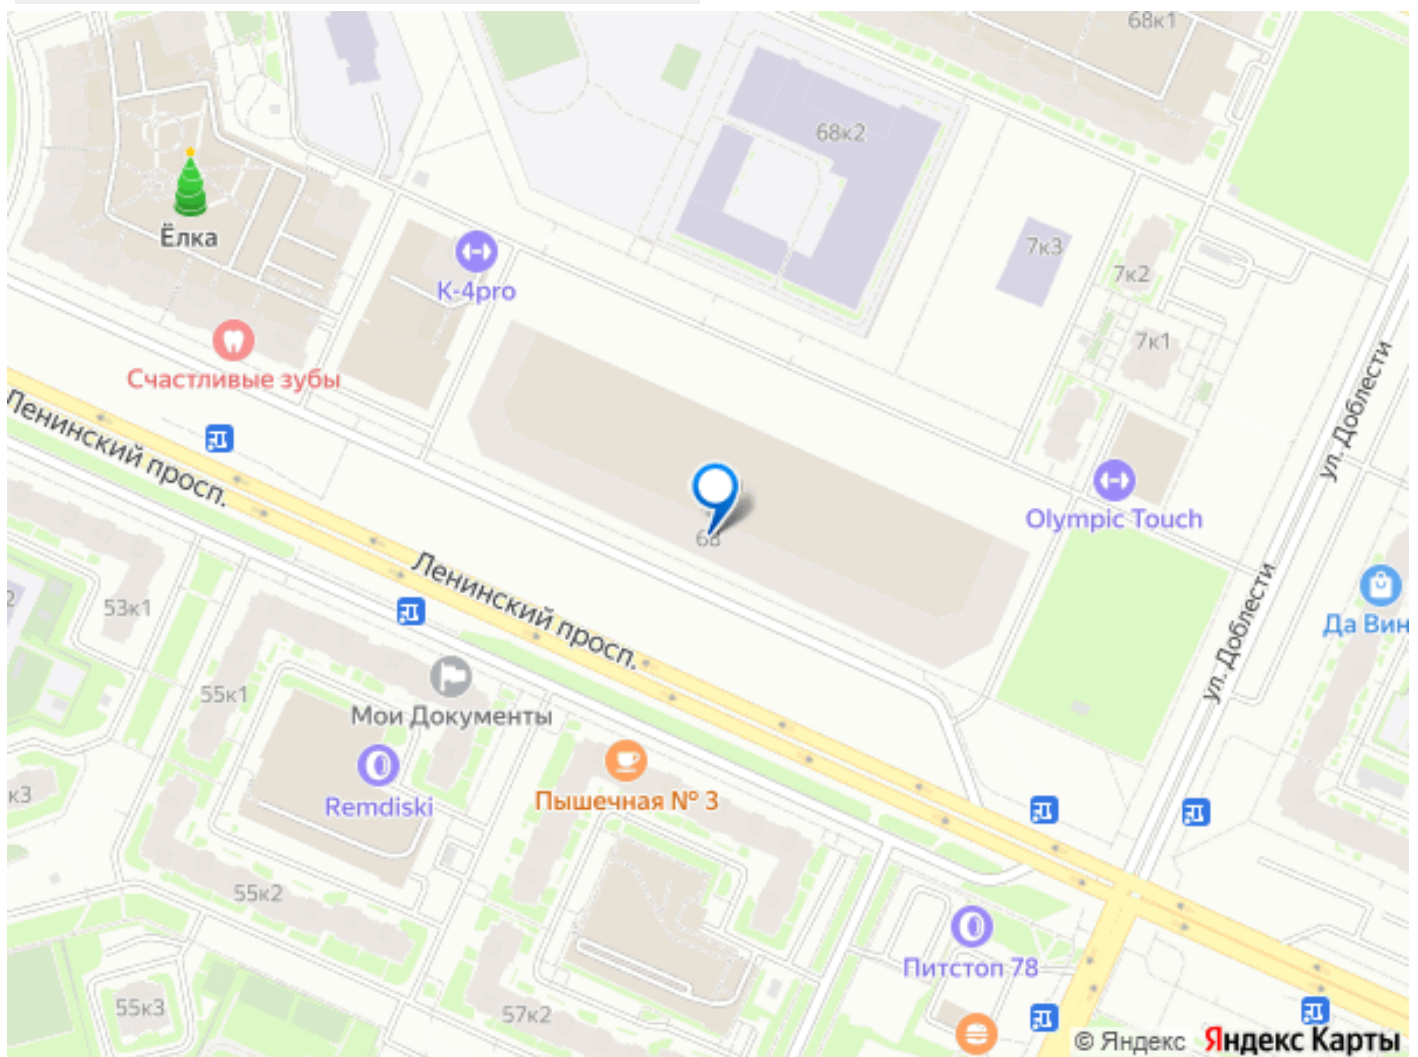 68к1
68к2
Ёлка
7к3
7к2
K-4pro
7к1
Счастливые зубы
ул. Доблести
Ленинский просп.
Olympic Touch
68
Ленинский просп.
53к1
ул. Доблести
Да Вин
55к1
Мои Документы
к3
Remdiski
Пышечная № 3
55к2
Питстоп 78
55к3
57к2
© Яндекс Яндекс Карты